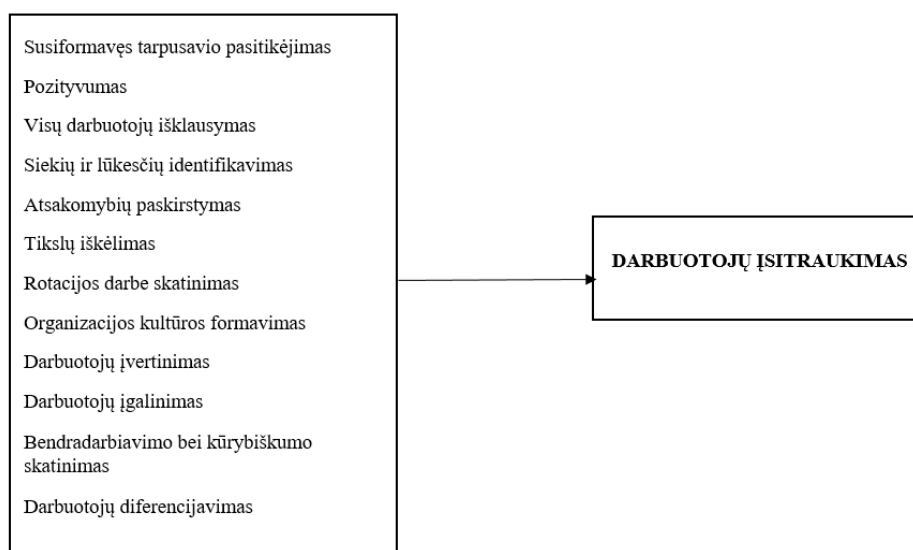 Susiformavęs tarpusavio pasitikėjimas
Pozityvumas
Visų darbuotojų išklausymas
Siekių ir lūkesčių identifikavimas
Atsakomybių paskirstymas
Tikslų iškėlimas
Rotacijos darbe skatinimas
Organizacijos kultūros formavimas
Darbuotojų įvertinimas
Darbuotojų įgalinimas
Bendradarbiavimo bei kūrybiškumo
skatinimas
Darbuotojų diferencijavimas
DARBUOTOJŲ ĮSITRAUKIMAS